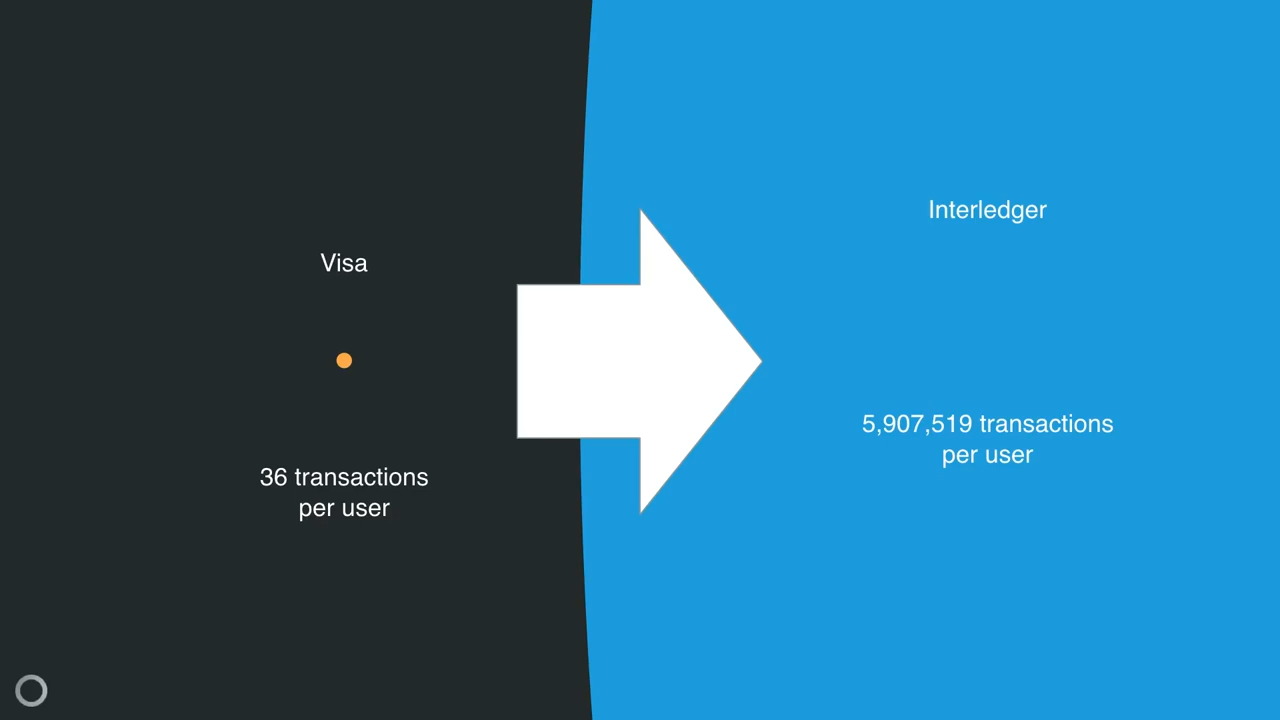 Visa
36 transactions
per user
Interledger
5,907,519 transactions
per user